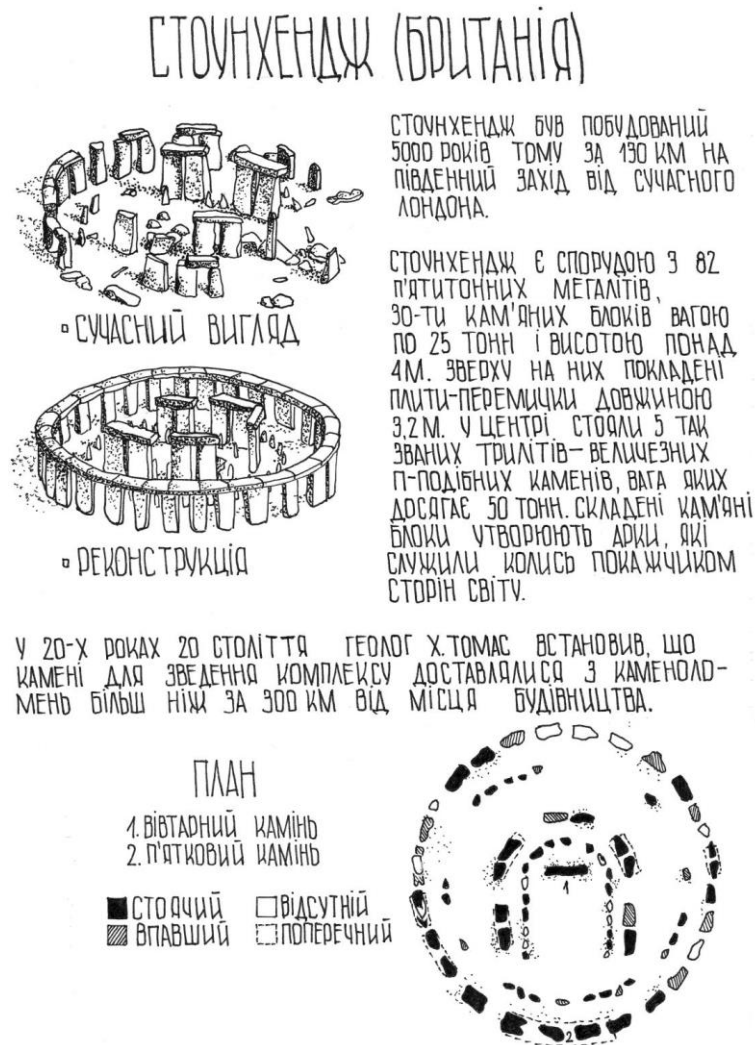 СТОУНХЕНДЖ (БРИТАНІЯ)
СТОУНХЕНДЖ БУВ ПОБУДОВАНИЙ
5000 РОКІВ ТОМУ ЗА 130 КМ НА
ПІВДЕННИЙ ЗАХІД ВІД СУЧАСНОГО
ЛОНДОНА.
СТОУНХЕНДЖ Є СПОРУДОЮ З 82
П'ЯТИТОННИХ МЕГАЛІТІВ,
30-ТИ КАМ'ЯНИХ БЛОКІВ ВАГОЮ
ПО 25 ТОНН І ВИСОТОЮ ПОНАД
4М. ЗВЕРХУ НА НИХ ПОКЛАДЕНІ
ПЛИТИ-ПЕРЕМИЧКИ ДОВЖИНОЮ
3,2 М. У ЦЕНТРІ СТОЯЛИ 5 ТАК
ЗВАНИХ ТРИЛІТІВ – ВЕЛИЧЕЗНИХ
П-ПОДІБНИХ КАМЕНІВ, ВАГА ЯКИХ
ДОСЯГАЄ 50 ТОНН. СКЛАДЕНІ КАМ'ЯНІ
БЛОКИ УТВОРЮЮТЬ АРКИ, ЯКІ
СЛУЖИЛИ КОЛИСЬ ПОКАЖЧИКОМ
СТОРІН СВІТУ.
СУЧАСНИЙ ВИГЛЯД
РЕКОНСТРУКЦІЯ
У 20-Х РОКАХ 20 СТОЛІТТЯ ГЕОЛОГ Х.ТОМАС ВСТАНОВИВ, ЩО
КАМЕНІ ДЛЯ ЗВЕДЕННЯ КОМПЛЕКСУ ДОСТАВЛЯЛИСЯ З КАМЕНОЛО-
МЕНЬ БІЛЬШ НІЖ ЗА 300 КМ ВІД МІСЦЯ БУДІВНИЦТВА.
ПЛАН
1. ВІВТАРНИЙ КАМІНЬ
2. П'ЯТКОВИЙ КАМІНЬ
СТОЯЧИЙ ВІДСУТНІЙ
ВПАВШИЙ ПОПЕРЕЧНИЙ
1
2